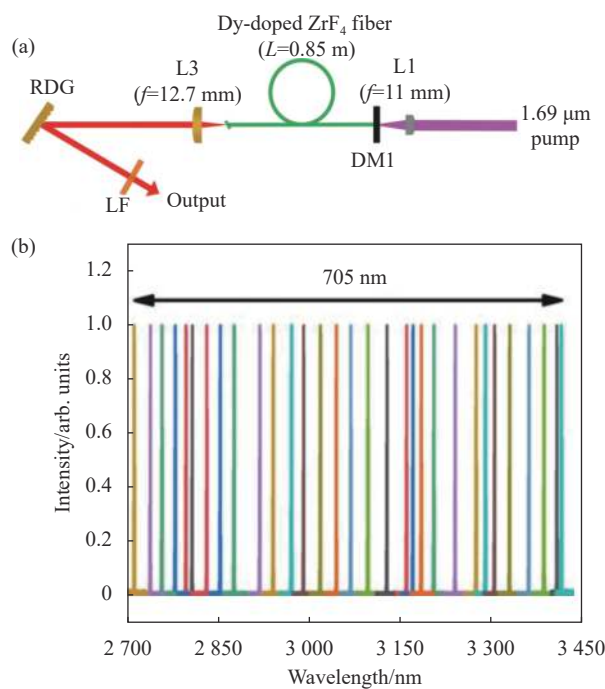 (a)
Dy-doped ZrF₄ fiber
(L=0.85 m)
RDG
L3
(f=12.7 mm)
L1
(f=11 mm)
1.69 μm
pump
DM1
LF
Output
(b)
705 nm
1.2
1.0
0.8
0.6
0.4
0.2
0
Intensity/arb. units
2 700
2 850
3 000
3 150
3 300
3 450
Wavelength/nm